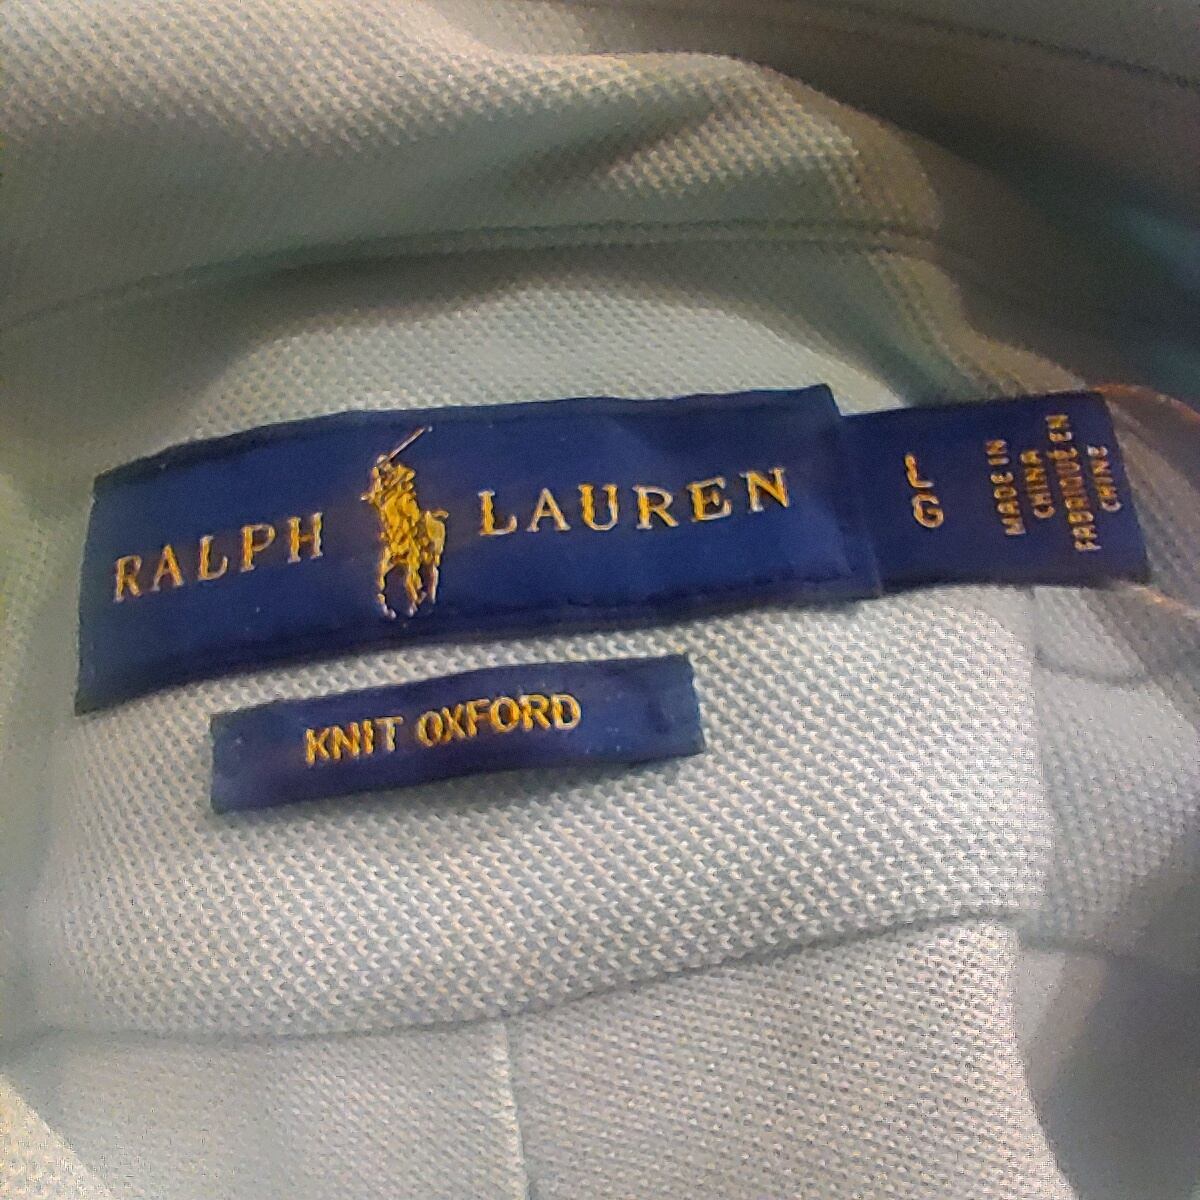 RALPH LAUREN
L
G
MADE IN
CHINA
FABRIQUÉ EN
CHINE
KNIT OXFORD